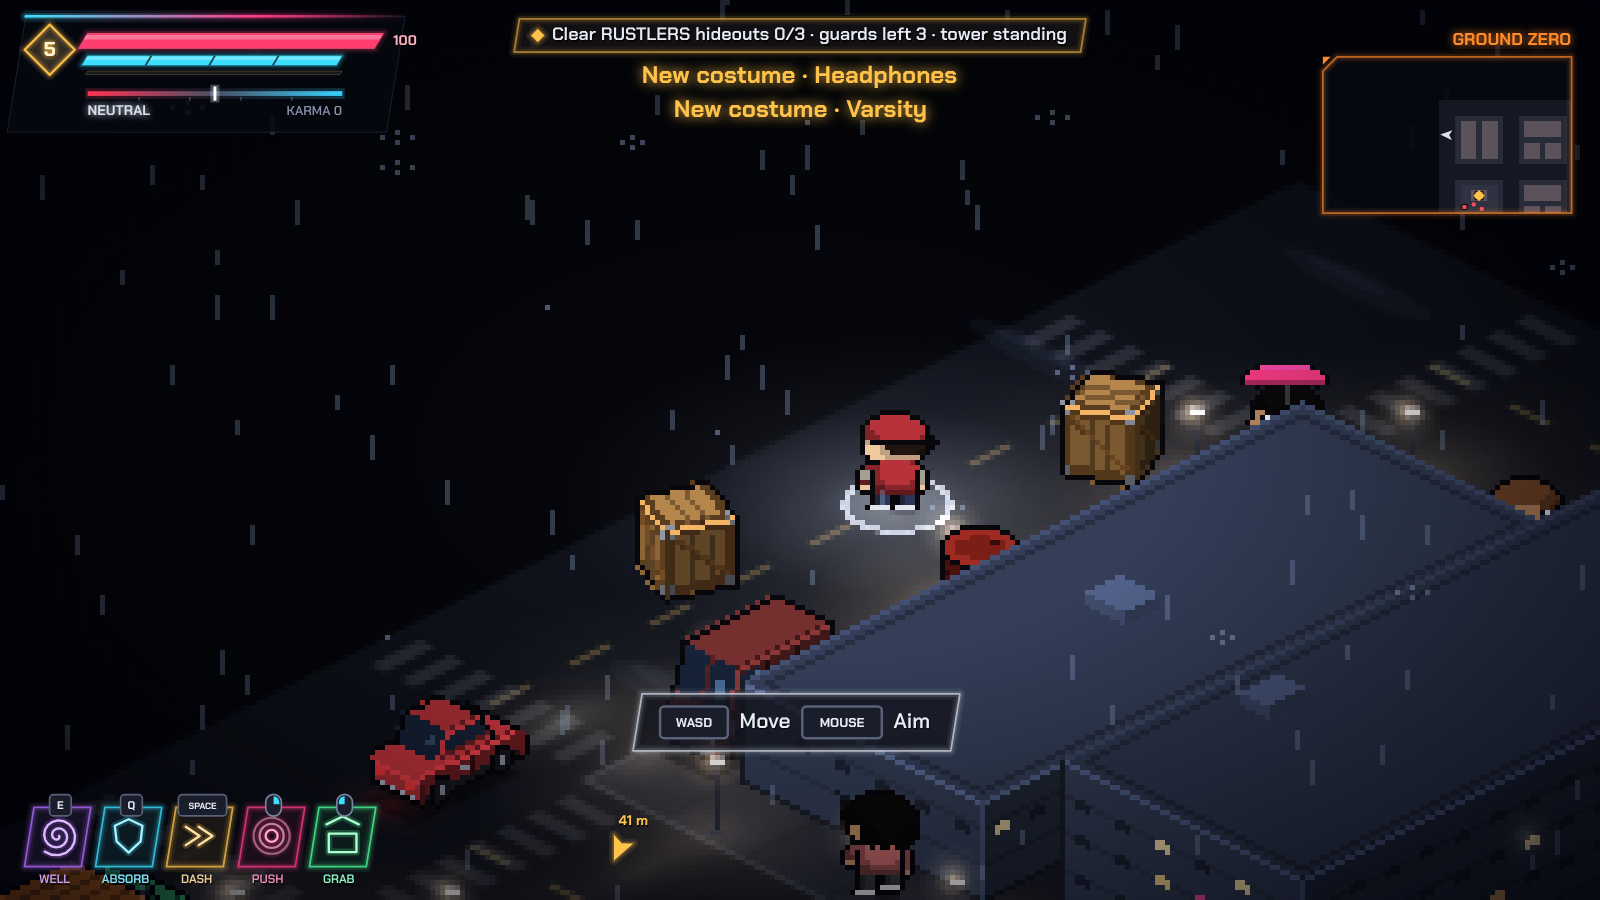 5
100
NEUTRAL
KARMA 0
Clear RUSTLERS hideouts 0/3 · guards left 3 · tower standing
New costume · Headphones
New costume · Varsity
GROUND ZERO
WASD Move MOUSE Aim
41 m
E
Q
SPACE
WELL
ABSORB
DASH
PUSH
GRAB